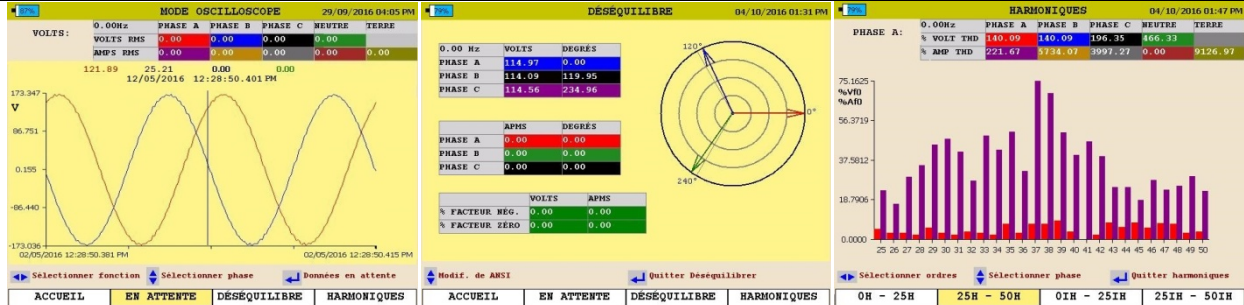 87% MODE OSCILLOSCOPE 29/09/2016 04:05 PM
VOLTS:
0.00Hz PHASE A PHASE B PHASE C NEUTRE TERRE
VOLTS RMS 0.00 0.00 0.00 0.00
AMPS RMS 0.00 0.00 0.00 0.00 0.00
121.89 25.21 0.00 0.00
12/05/2016 12:28:50.401 PM
173.347
V
86.751
0.155
-86.440
-173.036
02/05/2016 12:28:50.381 PM 02/05/2016 12:28:50.415 PM
Sélectionner fonction Sélectionner phase Données en attente
ACCUEIL EN ATTENTE DÉSÉQUILIBRE HARMONIQUES
79% DÉSÉQUILIBRE 04/10/2016 01:31 PM
0.00 Hz VOLTS DEGRÉS
PHASE A 114.97 0.00
PHASE B 114.09 119.95
PHASE C 114.56 234.96
APMS DEGRÉS
PHASE A 0.00 0.00
PHASE B 0.00 0.00
PHASE C 0.00 0.00
VOLTS APMS
% FACTEUR NÉG. 0.00 0.00
% FACTEUR ZÉRO 0.00 0.00
120°
0°
240°
Modif. de ANSI Quitter Déséquilibrer
ACCUEIL EN ATTENTE DÉSÉQUILIBRE HARMONIQUES
79% HARMONIQUES 04/10/2016 01:47 PM
PHASE A:
0.00Hz PHASE A PHASE B PHASE C NEUTRE TERRE
% VOLT THD 140.09 140.09 196.35 466.33
% AMP THD 221.67 5734.07 3997.27 0.00 9126.97
75.1625
%Vf0
%Af0
56.3719
37.5812
18.7906
0.0000
25 26 27 28 29 30 31 32 33 34 35 36 37 38 39 40 41 42 43 44 45 46 47 48 49 50
Sélectionner ordres Sélectionner phase Quitter harmoniques
0H - 25H 25H - 50H 0IH - 25IH 25IH - 50IH